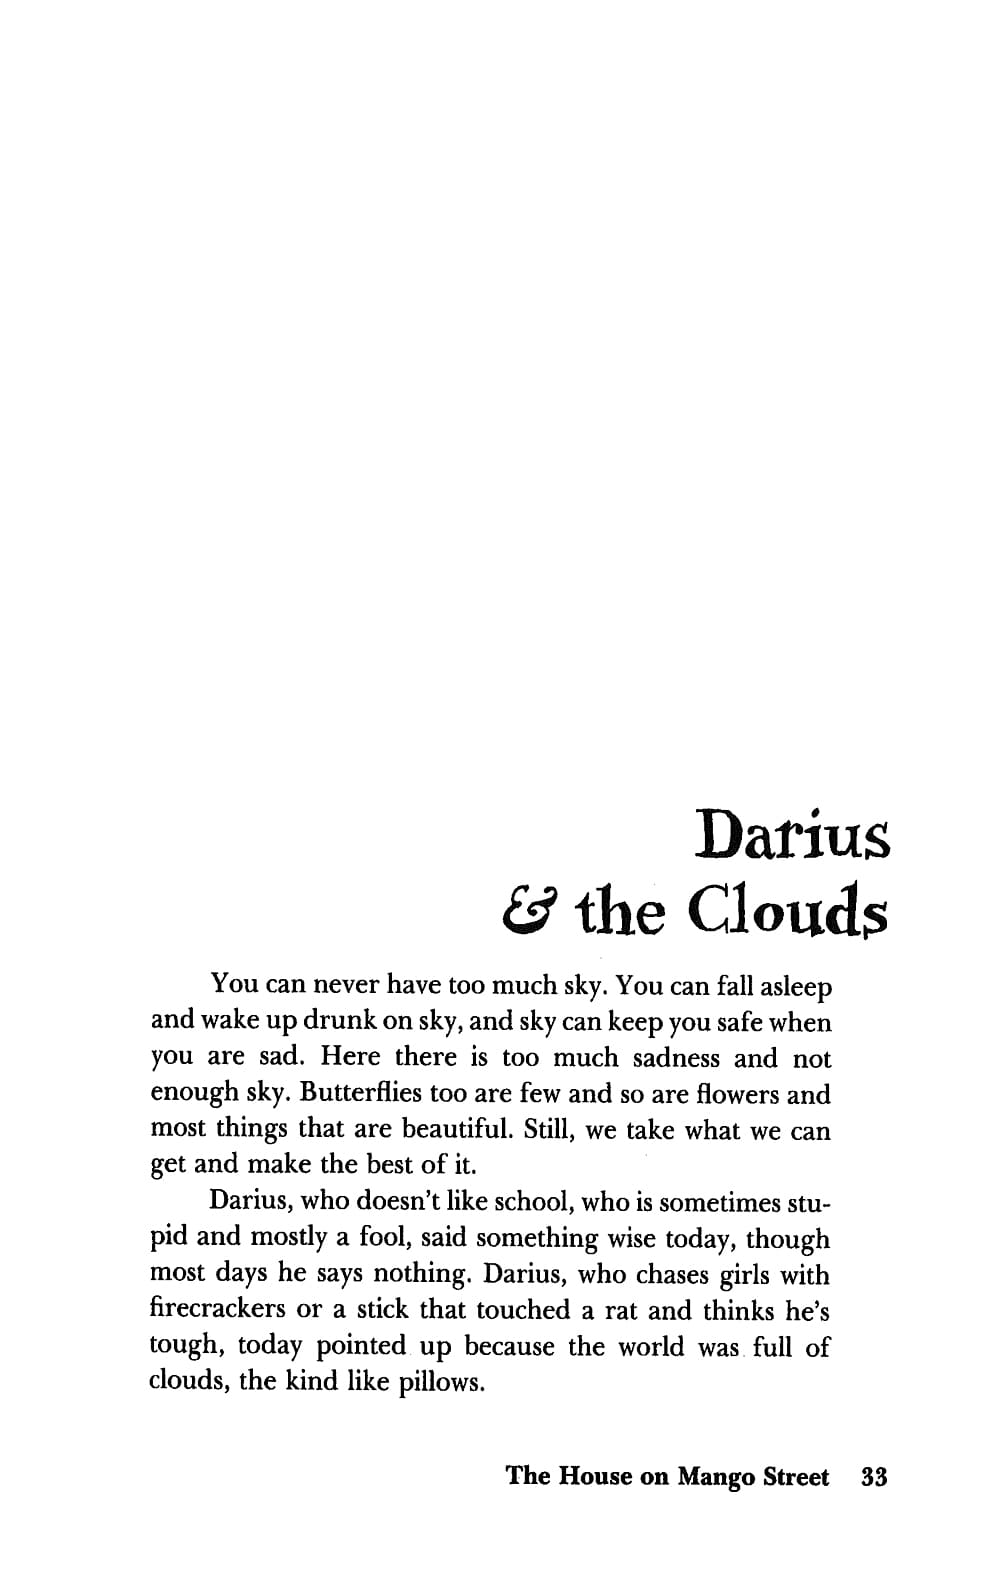 Darius
& the Clouds
You can never have too much sky. You can fall asleep
and wake up drunk on sky, and sky can keep you safe when
you are sad. Here there is too much sadness and not
enough sky. Butterflies too are few and so are flowers and
most things that are beautiful. Still, we take what we can
get and make the best of it.
Darius, who doesn't like school, who is sometimes stu-
pid and mostly a fool, said something wise today, though
most days he says nothing. Darius, who chases girls with
firecrackers or a stick that touched a rat and thinks he's
tough, today pointed up because the world was full of
clouds, the kind like pillows.
The House on Mango Street 33